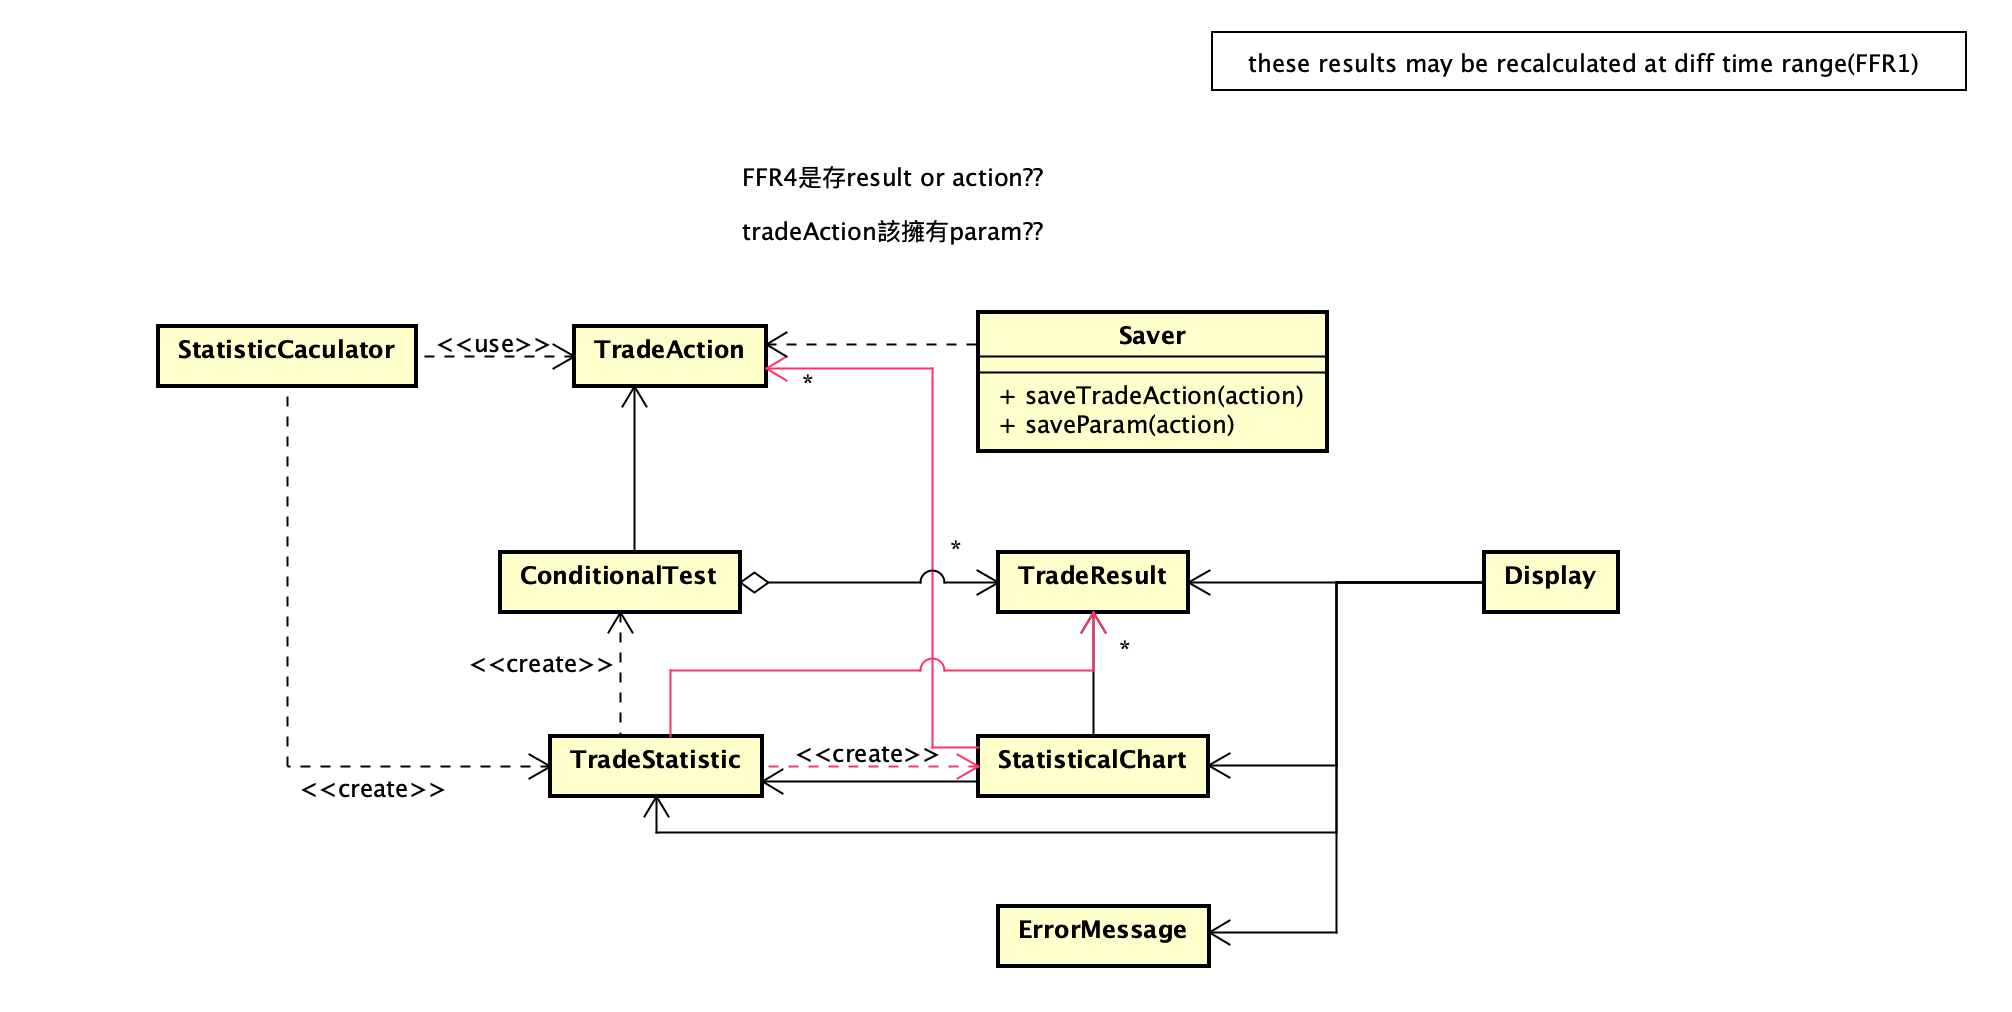 these results may be recalculated at diff time range(FFR1)
FFR4是存result or action??
tradeAction該擁有param??
StatisticCaculator
<<use>>
TradeAction
*
Saver
+ saveTradeAction(action)
+ saveParam(action)
ConditionalTest
*
TradeResult
Display
<<create>>
*
TradeStatistic
<<create>>
StatisticalChart
<<create>>
ErrorMessage